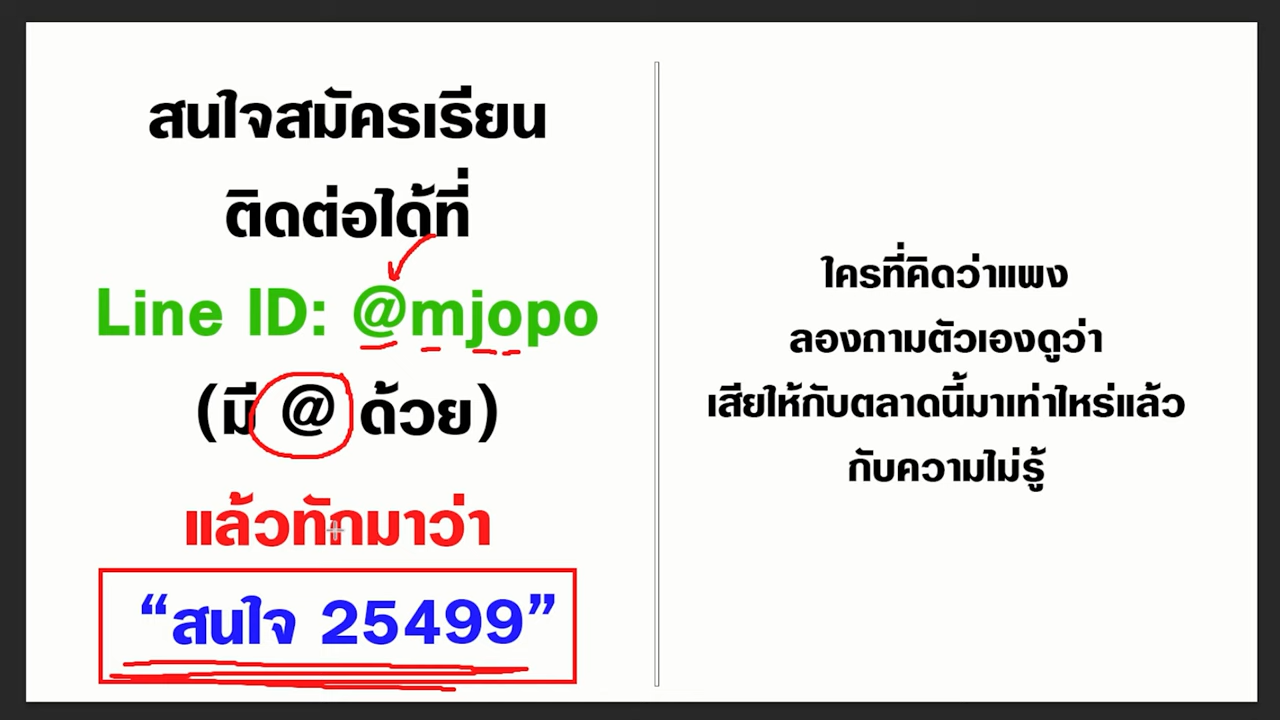 สนใจสมัครเรียน
ติดต่อได้ที่
Line ID: @mjopo
(มี @ ด้วย)
แล้วทักมาว่า
“สนใจ 25499”
ใครที่คิดว่าแพง
ลองถามตัวเองดูว่า
เสียให้กับตลาดนี้มาเท่าไหร่แล้ว
กับความไม่รู้